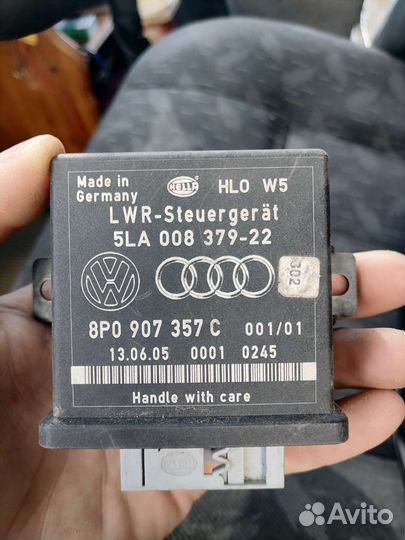 Made in
Germany
HELLA
HLO W5
LWR-Steuergerät
5LA 008 379-22
302
8P0 907 357 C 001/01
13.06.05 0001 0245
Handle with care
Avito